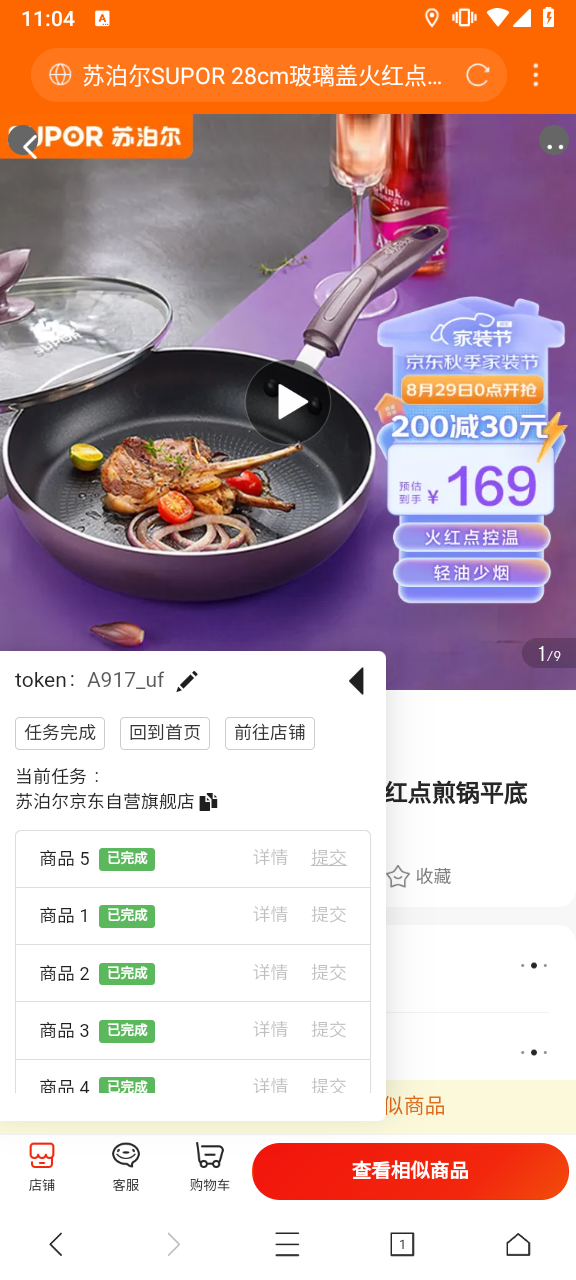 11:04
苏泊尔SUPOR 28cm玻璃盖火红点...
SUPOR 苏泊尔
Pink
Moscato
家装节
京东秋季家装节
8月29日0点开抢
200减30元
预估
到手 ¥ 169
火红点控温
轻油少烟
1/9
token: A917_uf
任务完成 回到首页 前往店铺
当前任务：
苏泊尔京东自营旗舰店
红点煎锅平底
商品 5 已完成 详情 提交
收藏
商品 1 已完成 详情 提交
商品 2 已完成 详情 提交
商品 3 已完成 详情 提交
商品 4 已完成 详情 提交
似商品
店铺 客服 购物车 查看相似商品
1